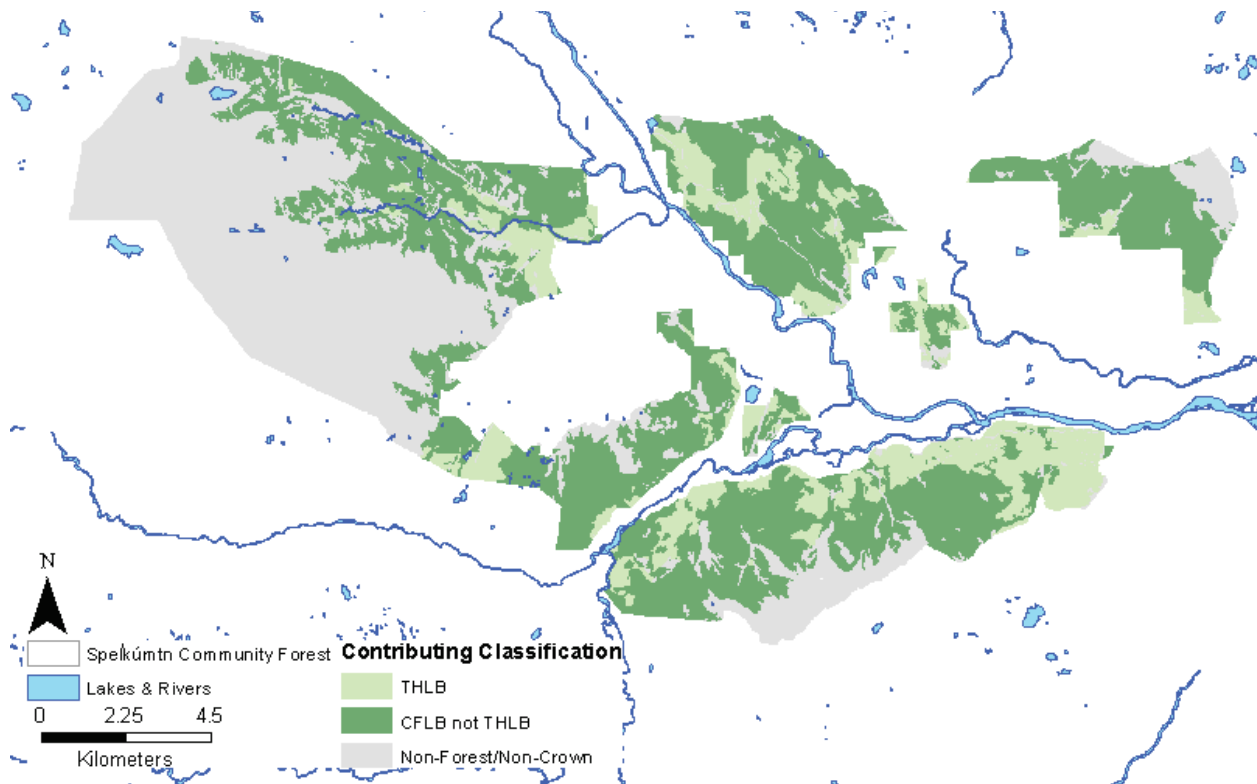 N
Spelkúmtn Community Forest
Lakes & Rivers
0 2.25 4.5
Kilometers
Contributing Classification
THLB
CFLB not THLB
Non-Forest/Non-Crown